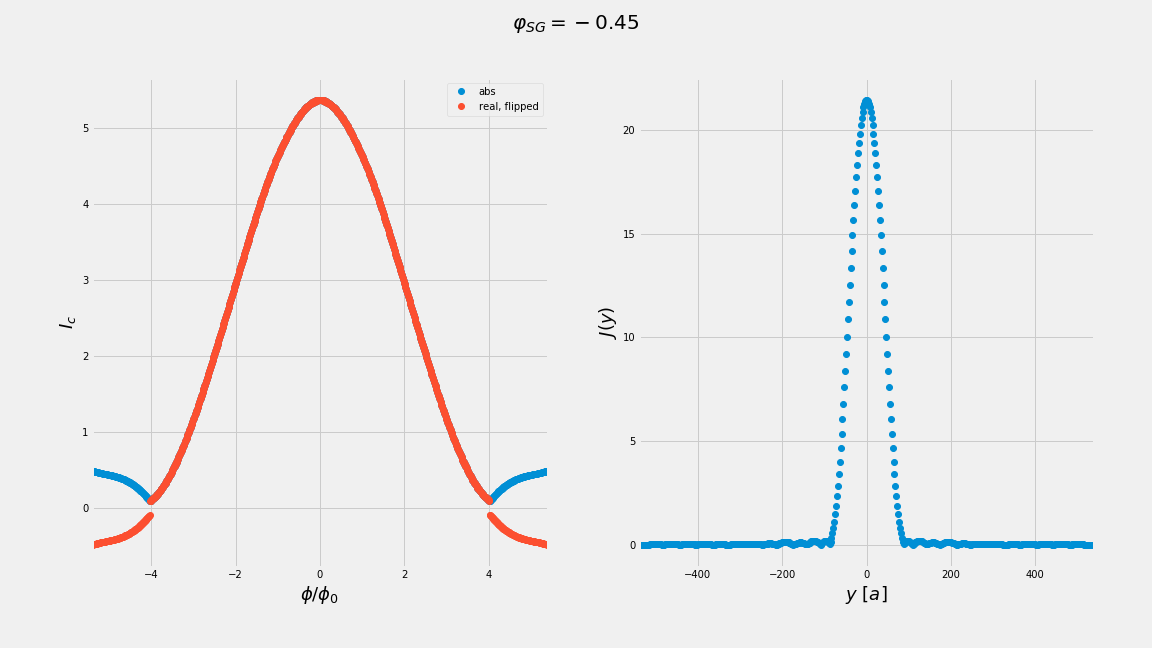 φ_SG = −0.45
abs
real, flipped
I_c
5
4
3
2
1
0
−4 −2 0 2 4
ϕ/ϕ_0
J(y)
20
15
10
5
0
−400 −200 0 200 400
y [a]